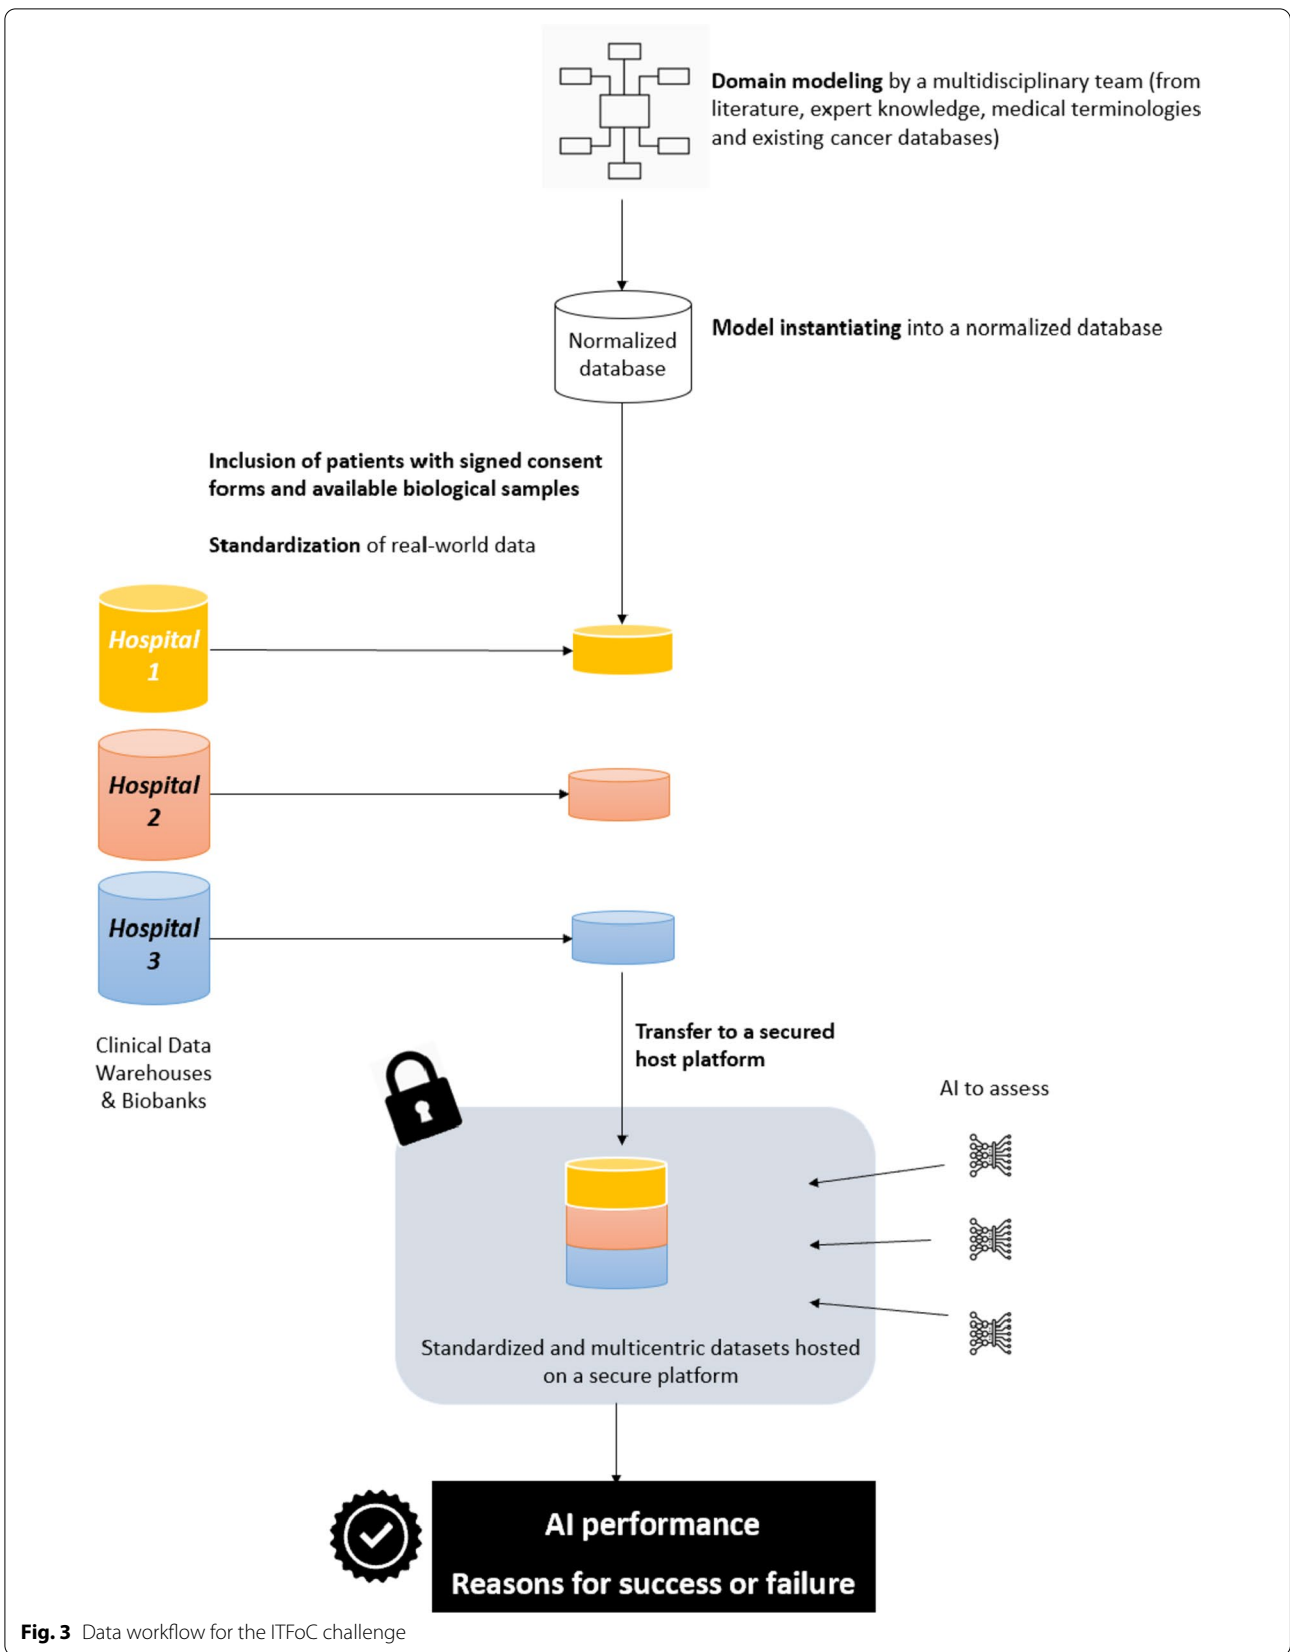 Domain modeling by a multidisciplinary team (from
literature, expert knowledge, medical terminologies
and existing cancer databases)
Normalized
database
Model instantiating into a normalized database
Inclusion of patients with signed consent
forms and available biological samples
Standardization of real-world data
Hospital
1
Hospital
2
Hospital
3
Clinical Data
Warehouses
& Biobanks
Transfer to a secured
host platform
AI to assess
Standardized and multicentric datasets hosted
on a secure platform
AI performance
Reasons for success or failure
Fig. 3 Data workflow for the ITFoC challenge